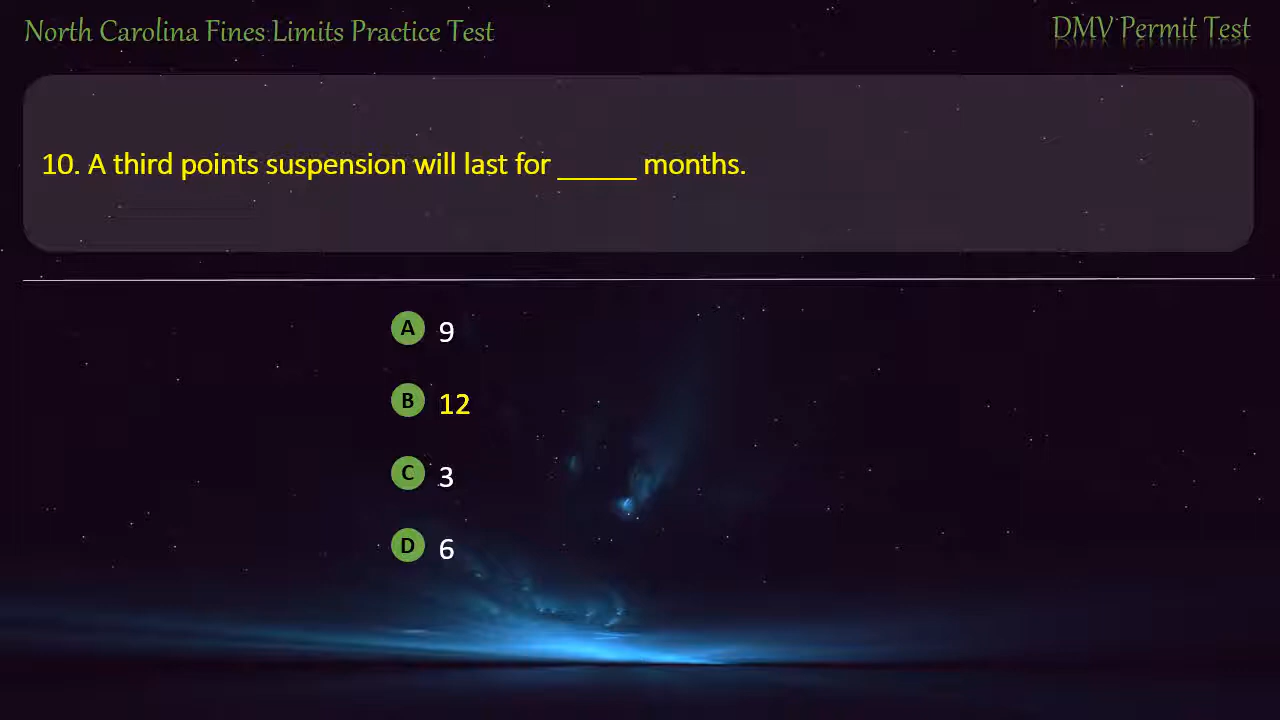 North Carolina Fines Limits Practice Test
DMV Permit Test
10. A third points suspension will last for _____ months.
A 9
B 12
C 3
D 6